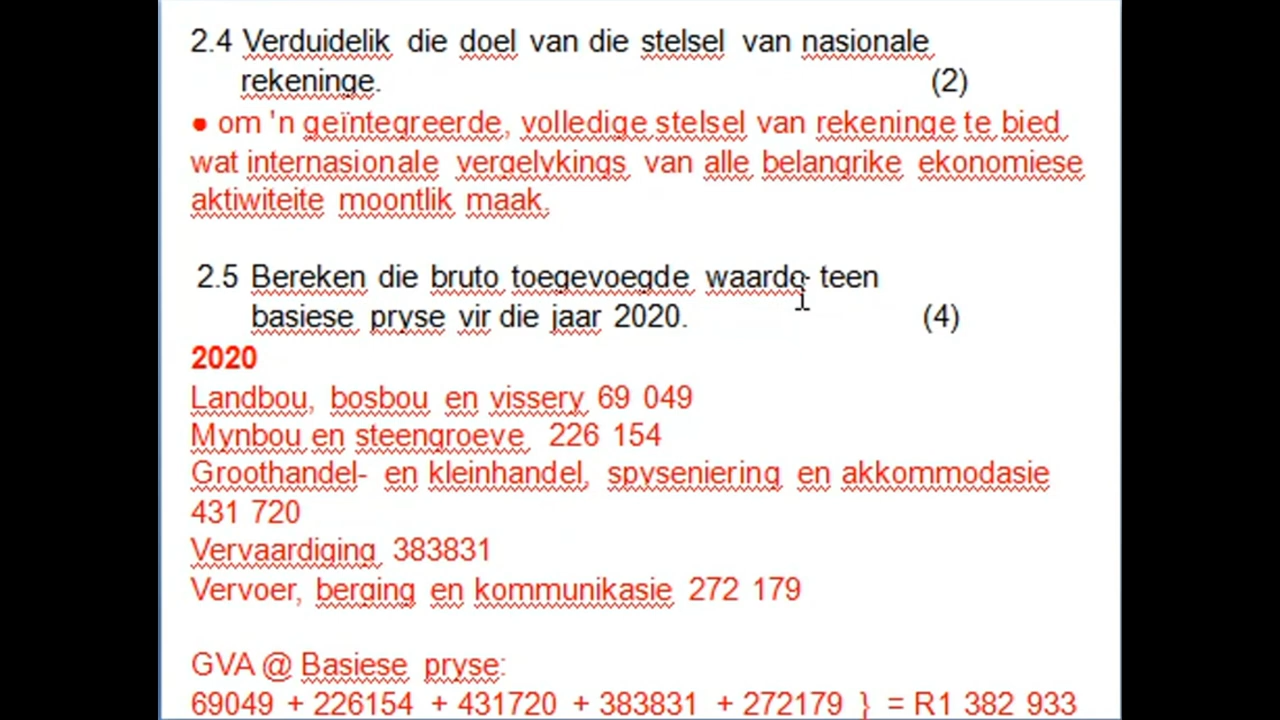 2.4 Verduidelik die doel van die stelsel van nasionale
rekeninge. (2)
● om 'n geïntegreerde, volledige stelsel van rekeninge te bied
wat internasionale vergelykings van alle belangrike ekonomiese
aktiwiteite moontlik maak.
2.5 Bereken die bruto toegevoegde waarde teen
basiese pryse vir die jaar 2020. (4)
2020
Landbou, bosbou en vissery 69 049
Mynbou en steengroeve 226 154
Groothandel- en kleinhandel, spyseniering en akkommodasie
431 720
Vervaardiging 383831
Vervoer, berging en kommunikasie 272 179
GVA @ Basiese pryse:
69049 + 226154 + 431720 + 383831 + 272179 } = R1 382 933